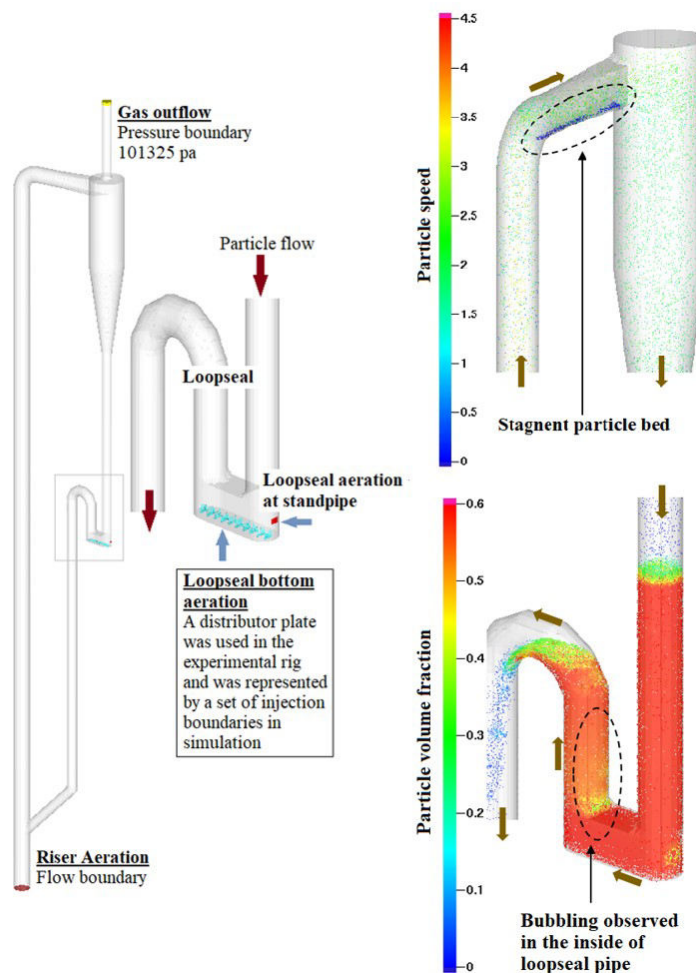 Gas outflow
Pressure boundary
101325 pa
Particle flow
Loopseal
Loopseal aeration
at standpipe
Loopseal bottom
aeration
A distributor plate
was used in the
experimental rig
and was represented
by a set of injection
boundaries in
simulation
Riser Aeration
Flow boundary
Particle speed
4.5
4
3.5
3
2.5
2
1.5
1
0.5
0
Stagnent particle bed
Particle volume fraction
0.6
0.5
0.4
0.3
0.2
0.1
0
Bubbling observed
in the inside of
loopseal pipe